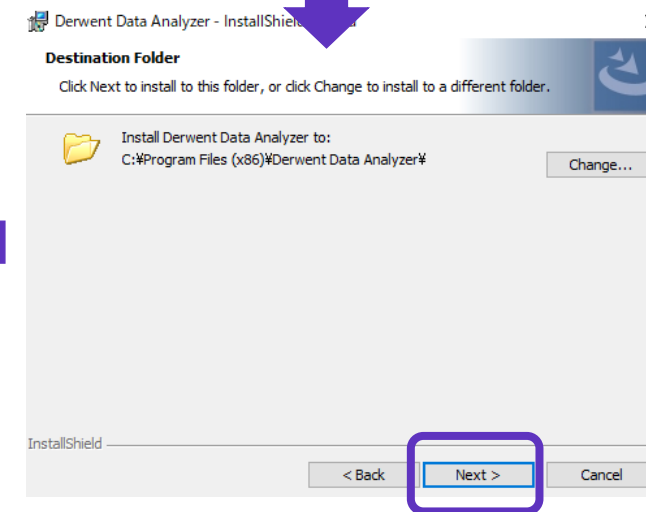 Derwent Data Analyzer - InstallShield
Destination Folder
Click Next to install to this folder, or click Change to install to a different folder.
Install Derwent Data Analyzer to:
C:¥Program Files (x86)¥Derwent Data Analyzer¥
Change...
InstallShield
< Back
Next >
Cancel